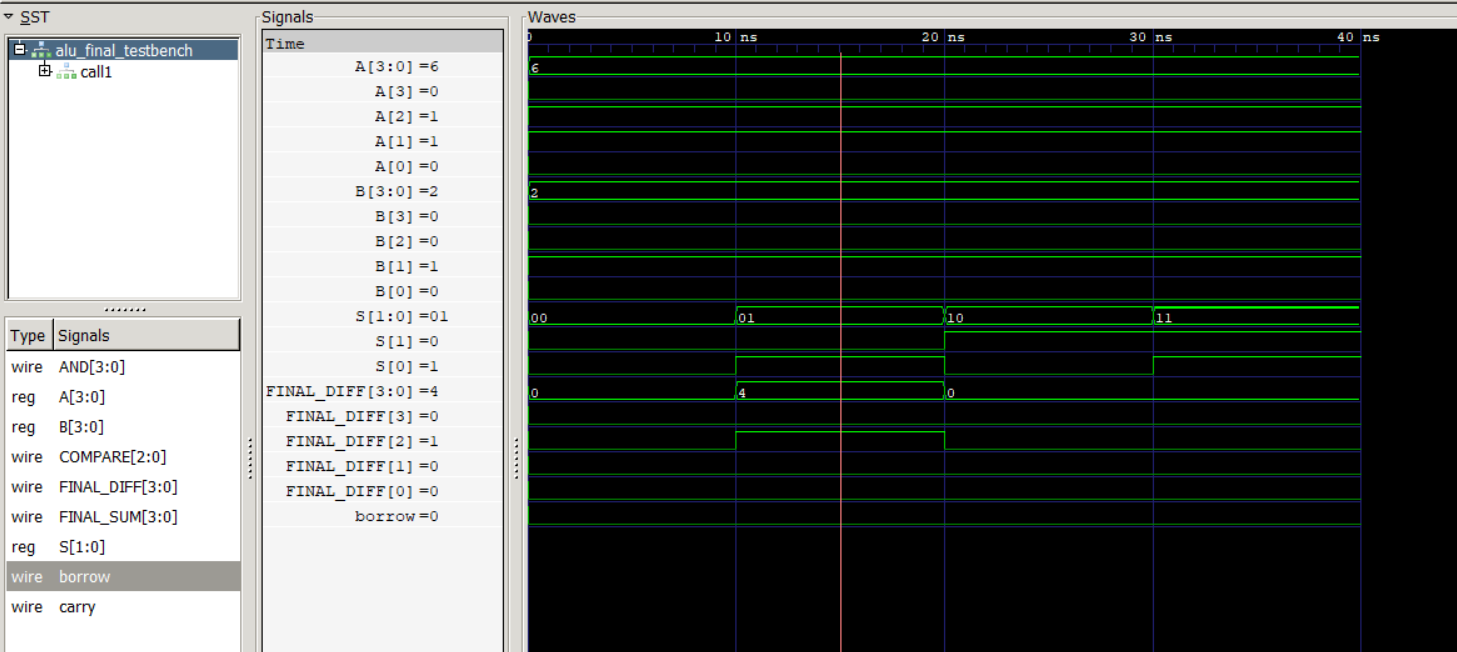 SST
alu_final_testbench
call1
Type Signals
wire AND[3:0]
reg A[3:0]
reg B[3:0]
wire COMPARE[2:0]
wire FINAL_DIFF[3:0]
wire FINAL_SUM[3:0]
reg S[1:0]
wire borrow
wire carry
Signals
Time
A[3:0] =6
A[3] =0
A[2] =1
A[1] =1
A[0] =0
B[3:0] =2
B[3] =0
B[2] =0
B[1] =1
B[0] =0
S[1:0] =01
S[1] =0
S[0] =1
FINAL_DIFF[3:0] =4
FINAL_DIFF[3] =0
FINAL_DIFF[2] =1
FINAL_DIFF[1] =0
FINAL_DIFF[0] =0
borrow =0
Waves
0 10 ns 20 ns 30 ns 40 ns
6
2
00 01 10 11
0 4 0